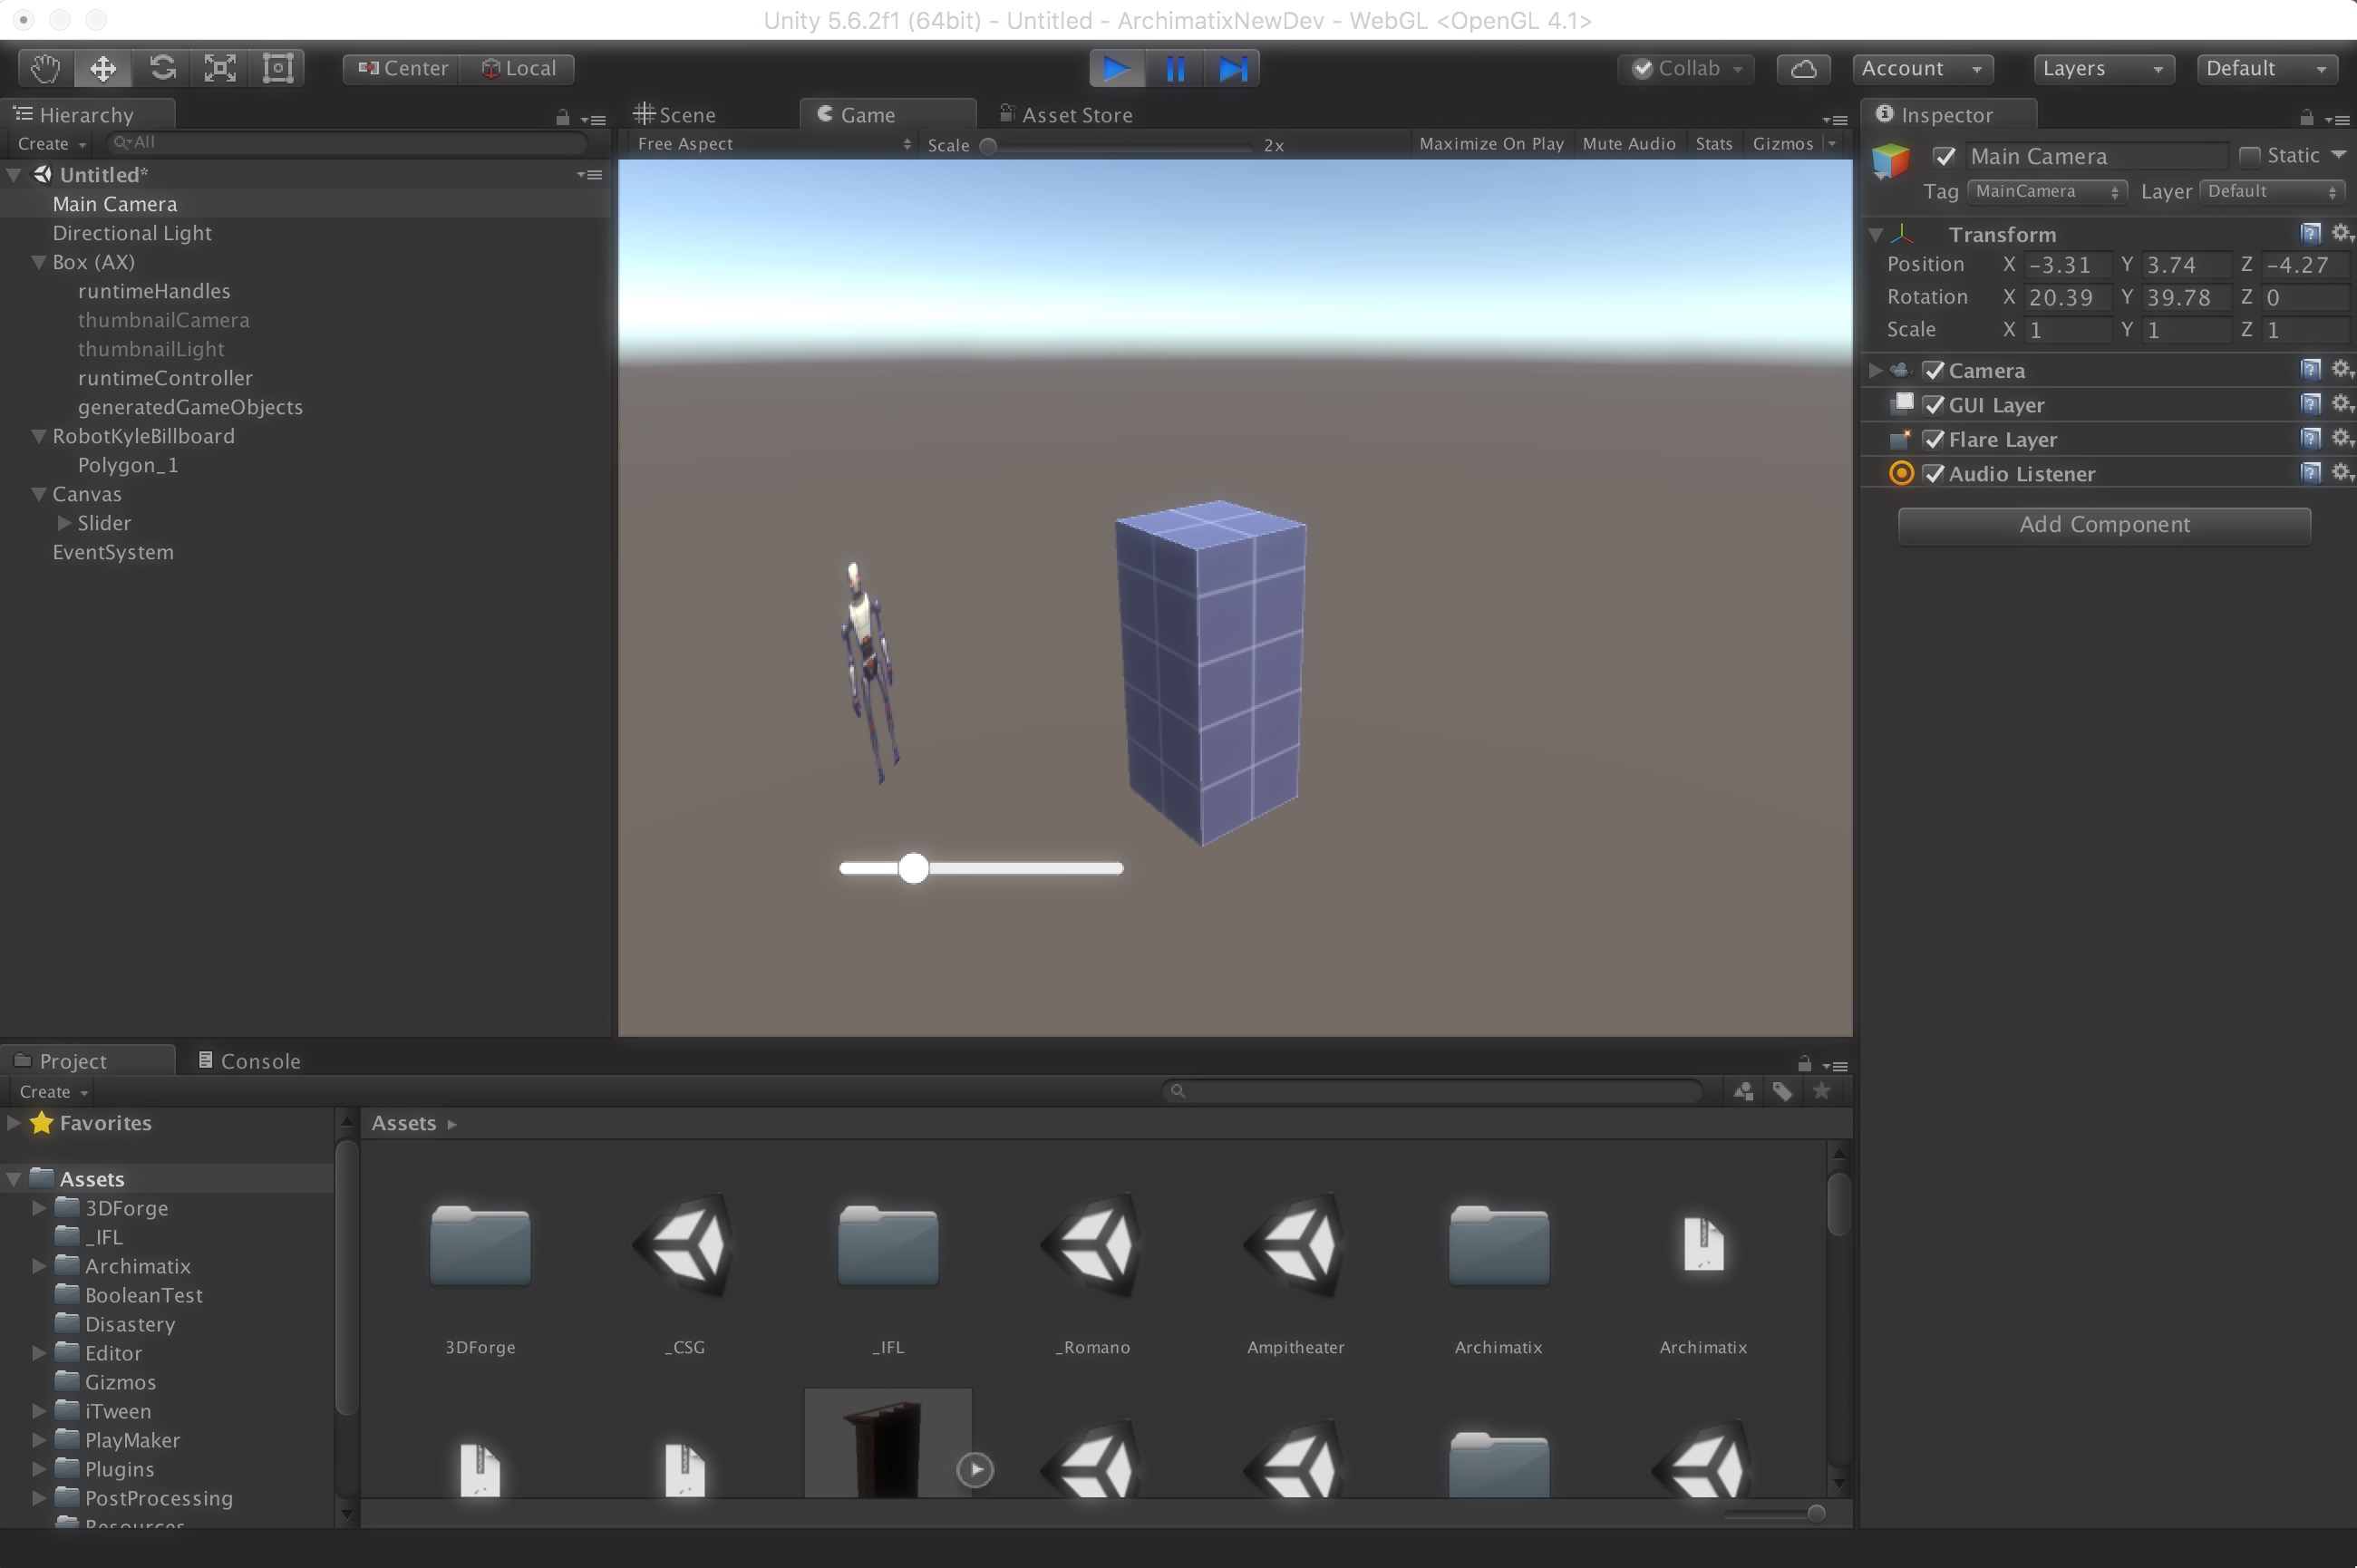 Unity 5.6.2f1 (64bit) - Untitled - ArchimatixNewDev - WebGL <OpenGL 4.1>
Center Local Collab Account Layers Default
Hierarchy
Create All
Untitled*
Main Camera
Directional Light
Box (AX)
runtimeHandles
thumbnailCamera
thumbnailLight
runtimeController
generatedGameObjects
RobotKyleBillboard
Polygon_1
Canvas
Slider
EventSystem
Scene Game Asset Store
Free Aspect Scale 2x Maximize On Play Mute Audio Stats Gizmos
Inspector
Main Camera Static
Tag MainCamera Layer Default
Transform
Position X -3.31 Y 3.74 Z -4.27
Rotation X 20.39 Y 39.78 Z 0
Scale X 1 Y 1 Z 1
Camera
GUI Layer
Flare Layer
Audio Listener
Add Component
Project Console
Create
Favorites
Assets
3DForge
_IFL
Archimatix
BooleanTest
Disastery
Editor
Gizmos
iTween
PlayMaker
Plugins
PostProcessing
Resources
Assets
3DForge _CSG _IFL _Romano Ampitheater Archimatix Archimatix